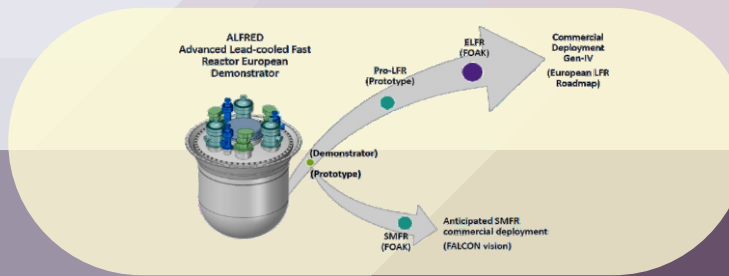 ALFRED
Advanced Lead-cooled Fast
Reactor European
Demonstrator
ELFR
(FOAK)
Commercial
Deployment
Gen-IV
(European LFR
Roadmap)
Pro-LFR
(Prototype)
(Demonstrator)
(Prototype)
SMFR
(FOAK)
Anticipated SMFR
commercial deployment
(FALCON vision)